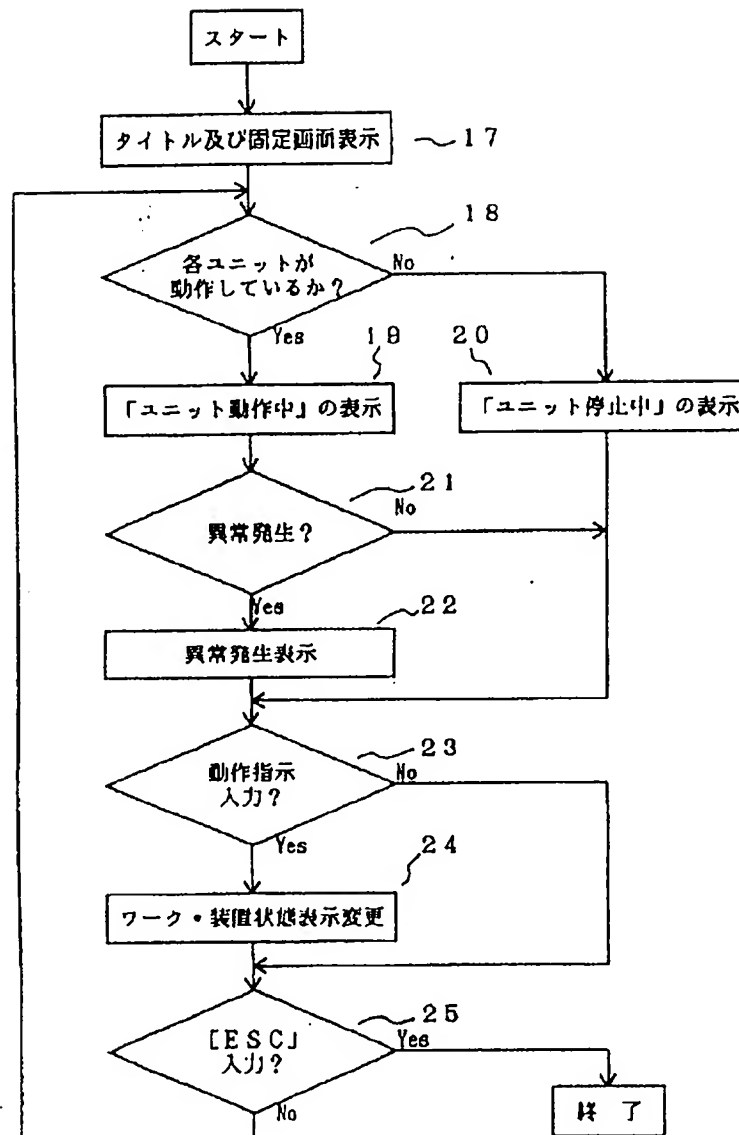 スタート
タイトル及び固定画面表示
17
18
各ユニットが
動作しているか?
No
Yes
19
20
「ユニット動作中」の表示
「ユニット停止中」の表示
21
異常発生?
No
Yes
22
異常発生表示
23
動作指示
入力?
No
Yes
24
ワーク・装置状態表示変更
25
[ESC」
入力?
Yes
No
終了